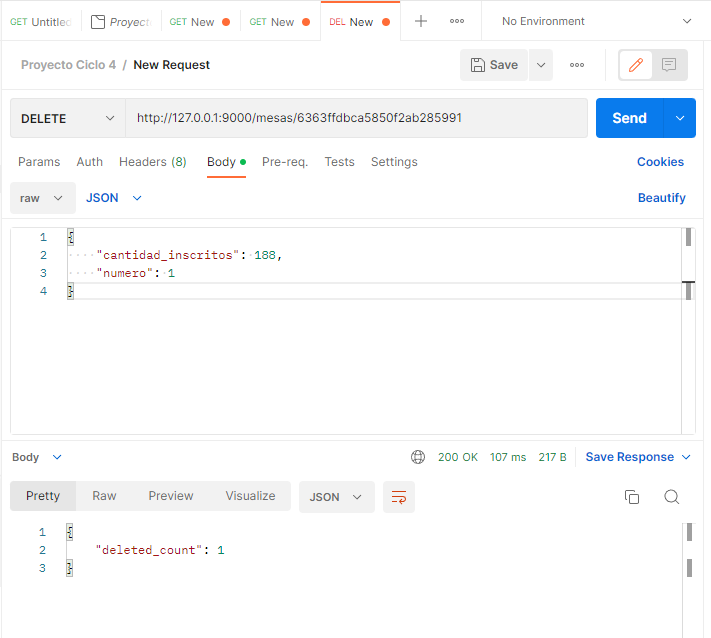 GET Untitled
Proyecto
GET New
GET New
DEL New
No Environment
Proyecto Ciclo 4 / New Request
Save
DELETE
http://127.0.0.1:9000/mesas/6363ffdbca5850f2ab285991
Send
Params Auth Headers (8) Body Pre-req. Tests Settings Cookies
raw JSON Beautify
1 {
2 "cantidad_inscritos": 188,
3 "numero": 1
4 }
Body 200 OK 107 ms 217 B Save Response
Pretty Raw Preview Visualize JSON
1 {
2 "deleted_count": 1
3 }